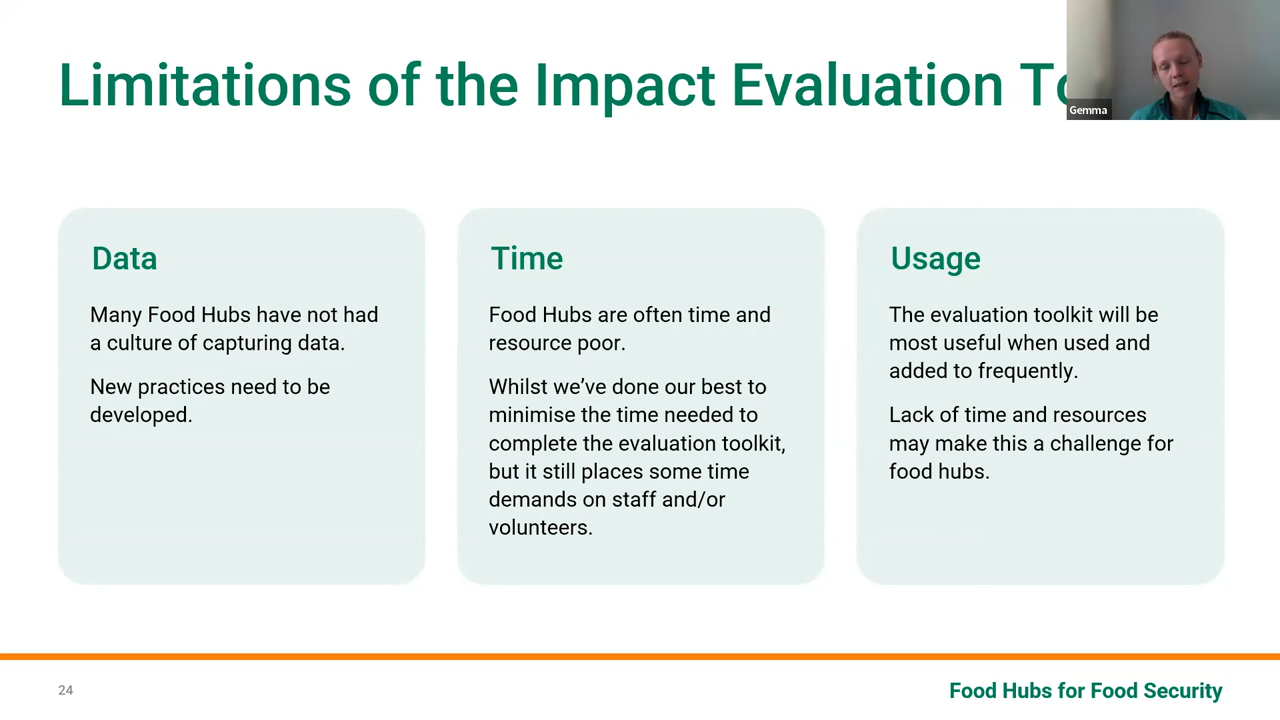 Limitations of the Impact Evaluation
Gemma
Data
Many Food Hubs have not had
a culture of capturing data.
New practices need to be
developed.
Time
Food Hubs are often time and
resource poor.
Whilst we’ve done our best to
minimise the time needed to
complete the evaluation toolkit,
but it still places some time
demands on staff and/or
volunteers.
Usage
The evaluation toolkit will be
most useful when used and
added to frequently.
Lack of time and resources
may make this a challenge for
food hubs.
24
Food Hubs for Food Security